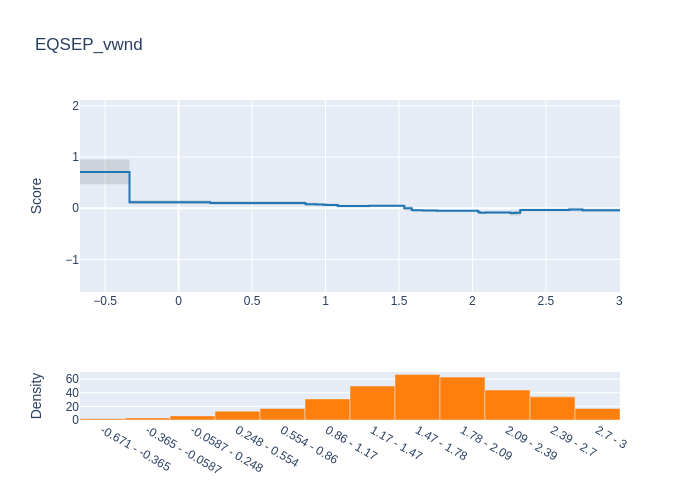 EQSEP_vwnd
Score
2
1
0
−1
−0.5
0
0.5
1
1.5
2
2.5
3
Density
60
40
20
0
-0.671 - -0.365
-0.365 - -0.0587
-0.0587 - 0.248
0.248 - 0.554
0.554 - 0.86
0.86 - 1.17
1.17 - 1.47
1.47 - 1.78
1.78 - 2.09
2.09 - 2.39
2.39 - 2.7
2.7 - 3